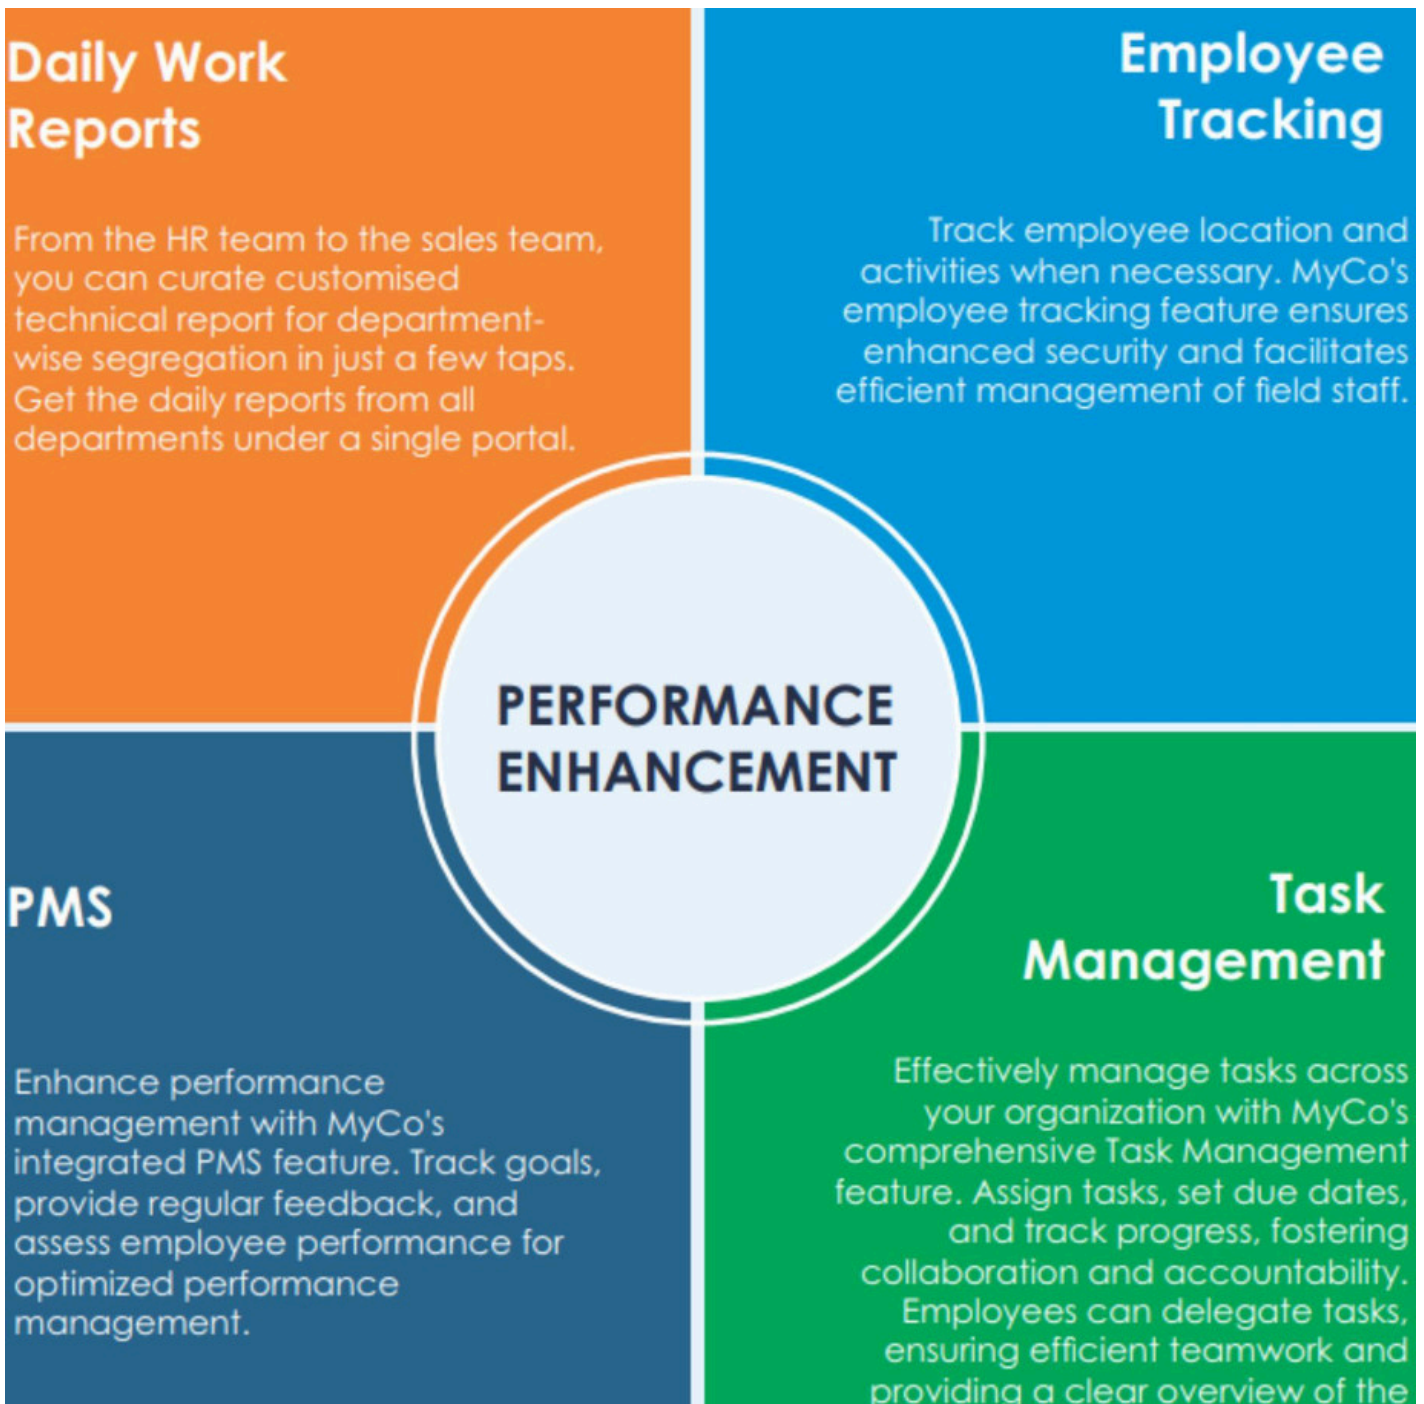 Daily Work
Reports
From the HR team to the sales team,
you can curate customised
technical report for department-
wise segregation in just a few taps.
Get the daily reports from all
departments under a single portal.
Employee
Tracking
Track employee location and
activities when necessary. MyCo's
employee tracking feature ensures
enhanced security and facilitates
efficient management of field staff.
PERFORMANCE
ENHANCEMENT
PMS
Enhance performance
management with MyCo's
integrated PMS feature. Track goals,
provide regular feedback, and
assess employee performance for
optimized performance
management.
Task
Management
Effectively manage tasks across
your organization with MyCo's
comprehensive Task Management
feature. Assign tasks, set due dates,
and track progress, fostering
collaboration and accountability.
Employees can delegate tasks,
ensuring efficient teamwork and
providing a clear overview of the